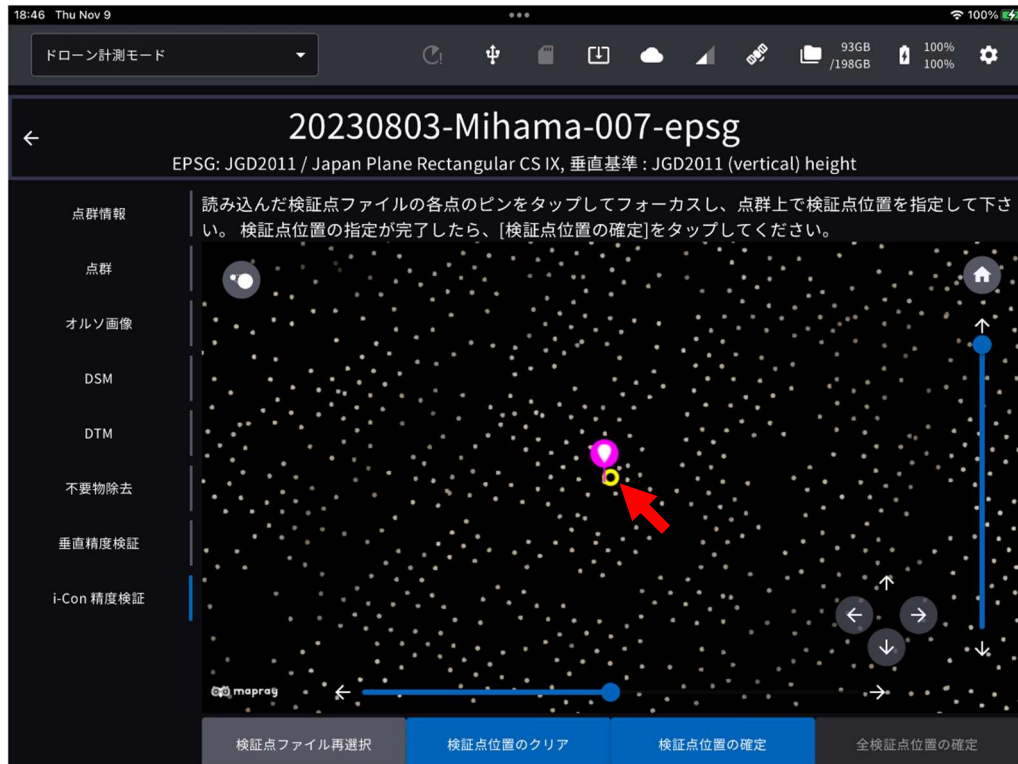 18:46 Thu Nov 9
100%
ドローン計測モード
93GB
/198GB
100%
100%
20230803-Mihama-007-epsg
EPSG: JGD2011 / Japan Plane Rectangular CS IX, 垂直基準 : JGD2011 (vertical) height
点群情報
点群
オルソ画像
DSM
DTM
不要物除去
垂直精度検証
i-Con 精度検証
読み込んだ検証点ファイルの各点のピンをタップしてフォーカスし、点群上で検証点位置を指定して下さ
い。 検証点位置の指定が完了したら、[検証点位置の確定]をタップしてください。
mapray
検証点ファイル再選択
検証点位置のクリア
検証点位置の確定
全検証点位置の確定